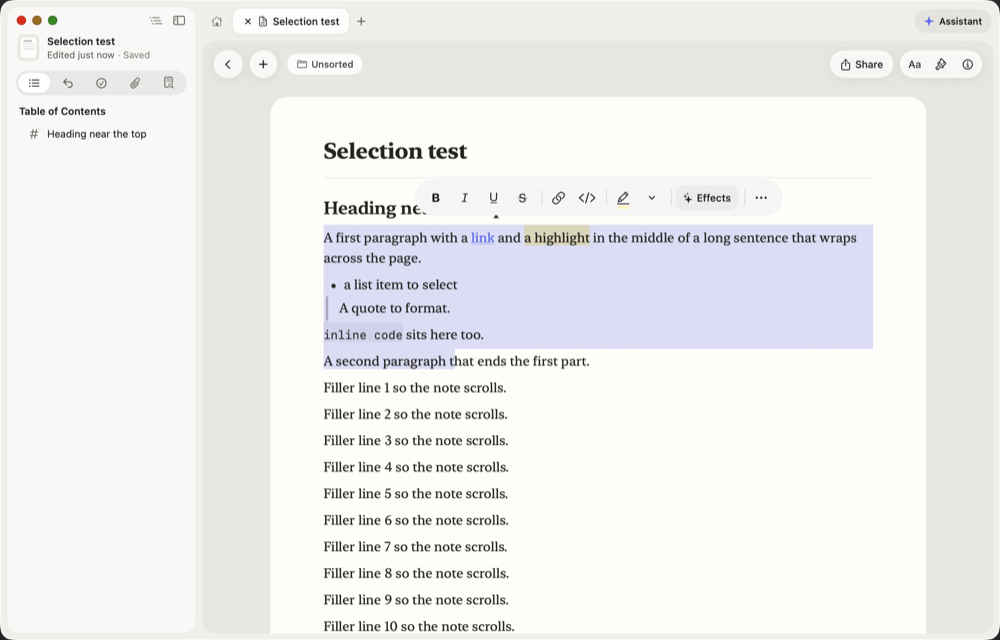 Selection test
Assistant
Selection test
Edited just now · Saved
Unsorted
Share
Aa
Table of Contents
# Heading near the top
Selection test
B I U S </> Effects
Heading ne
A first paragraph with a link and a highlight in the middle of a long sentence that wraps
across the page.
• a list item to select
A quote to format.
inline code sits here too.
A second paragraph that ends the first part.
Filler line 1 so the note scrolls.
Filler line 2 so the note scrolls.
Filler line 3 so the note scrolls.
Filler line 4 so the note scrolls.
Filler line 5 so the note scrolls.
Filler line 6 so the note scrolls.
Filler line 7 so the note scrolls.
Filler line 8 so the note scrolls.
Filler line 9 so the note scrolls.
Filler line 10 so the note scrolls.